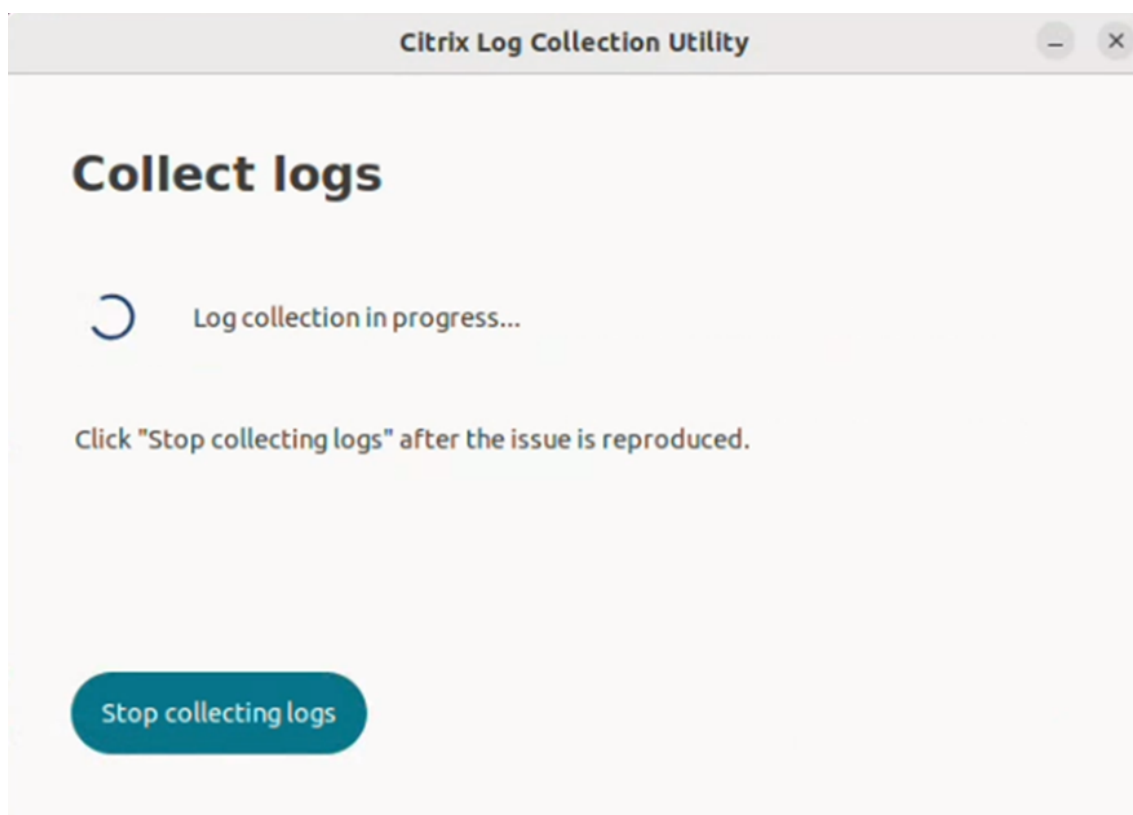 Citrix Log Collection Utility
Collect logs
Log collection in progress...
Click "Stop collecting logs" after the issue is reproduced.
Stop collecting logs